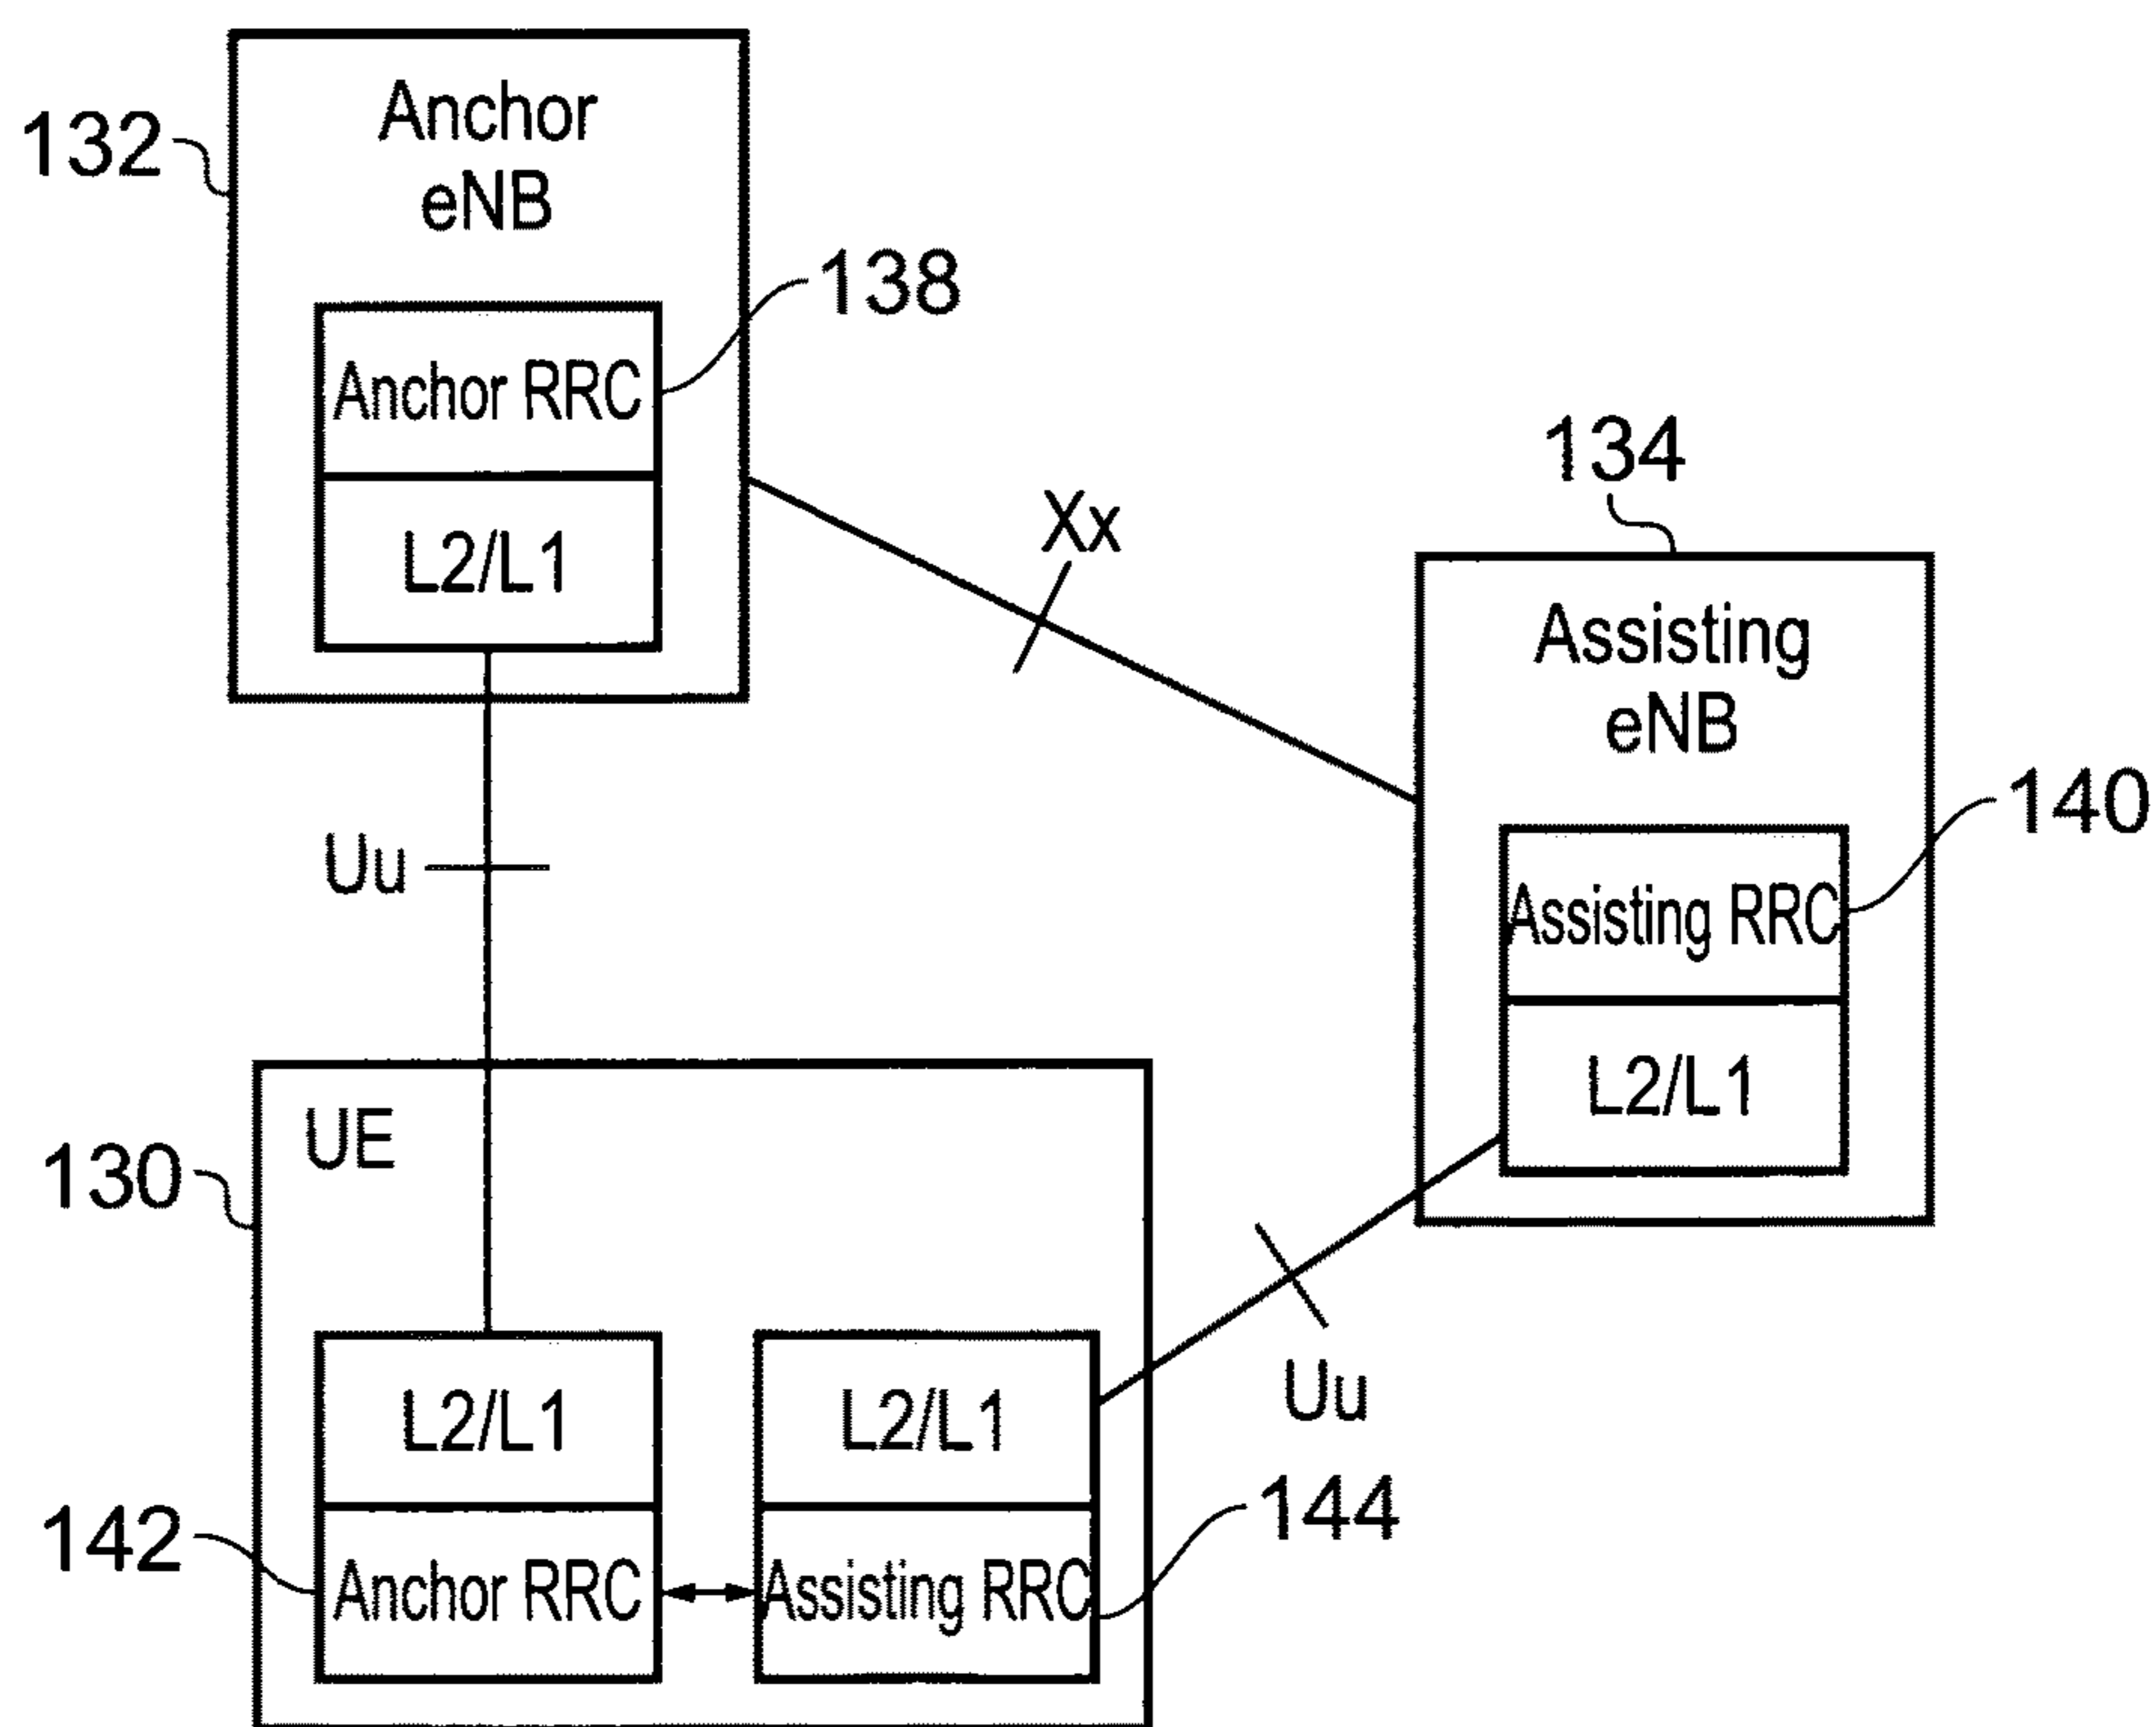 Anchor
eNB
132
138
Anchor RRC
L2/L1
Xx
134
Assisting
eNB
140
Assisting RRC
L2/L1
Uu
UE
130
L2/L1
L2/L1
Uu
142
Anchor RRC
Assisting RRC
144